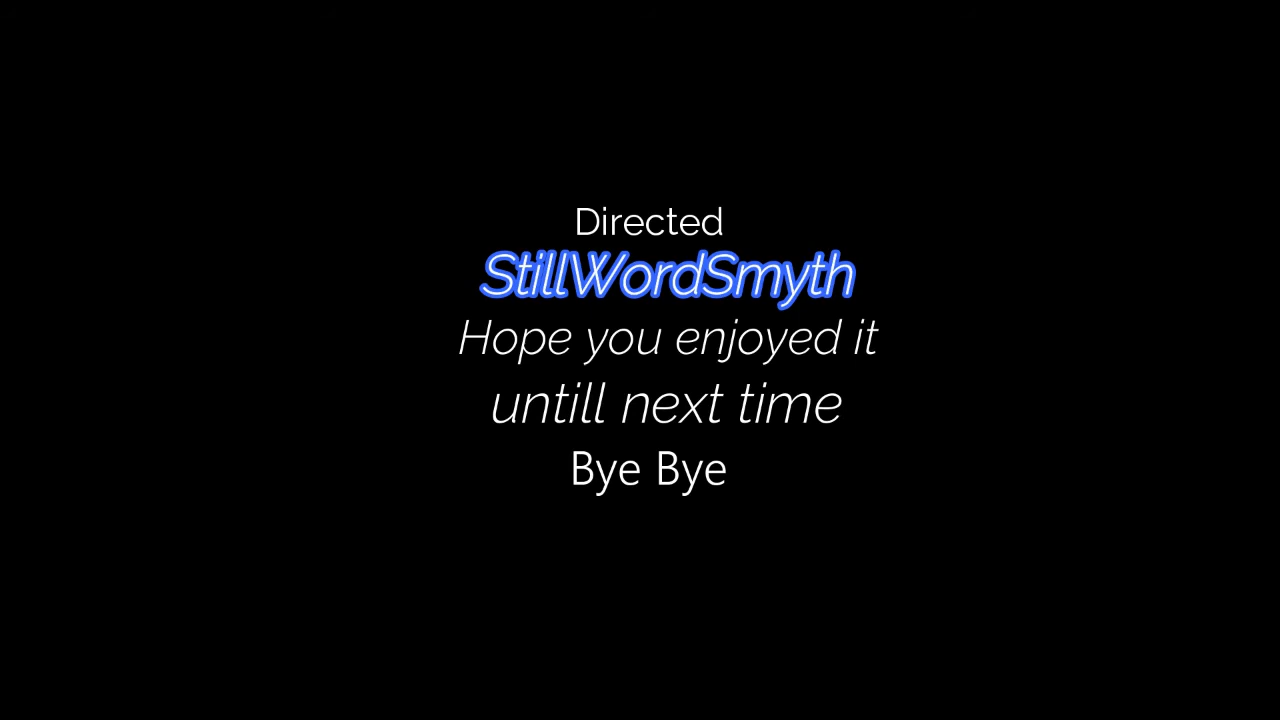 Directed
StillWordSmyth
Hope you enjoyed it
untill next time
Bye Bye